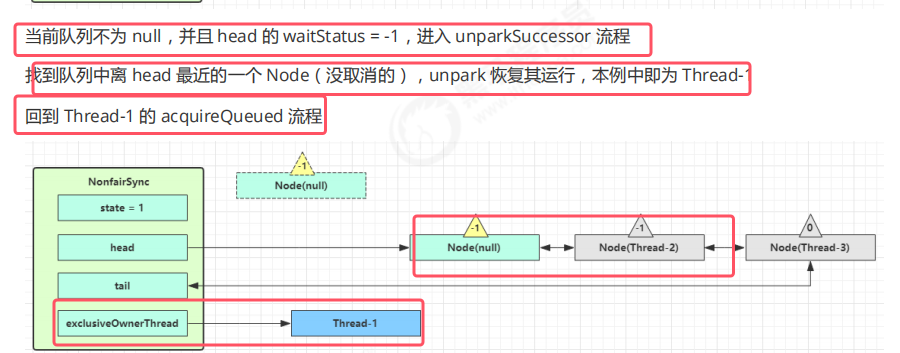 当前队列不为 null，并且 head 的 waitStatus = -1，进入 unparkSuccessor 流程
找到队列中离 head 最近的一个 Node（没取消的），unpark 恢复其运行，本例中即为 Thread-1
回到 Thread-1 的 acquireQueued 流程
-1
NonfairSync
Node(null)
state = 1
-1
-1
0
head
Node(null)
Node(Thread-2)
Node(Thread-3)
tail
exclusiveOwnerThread
Thread-1